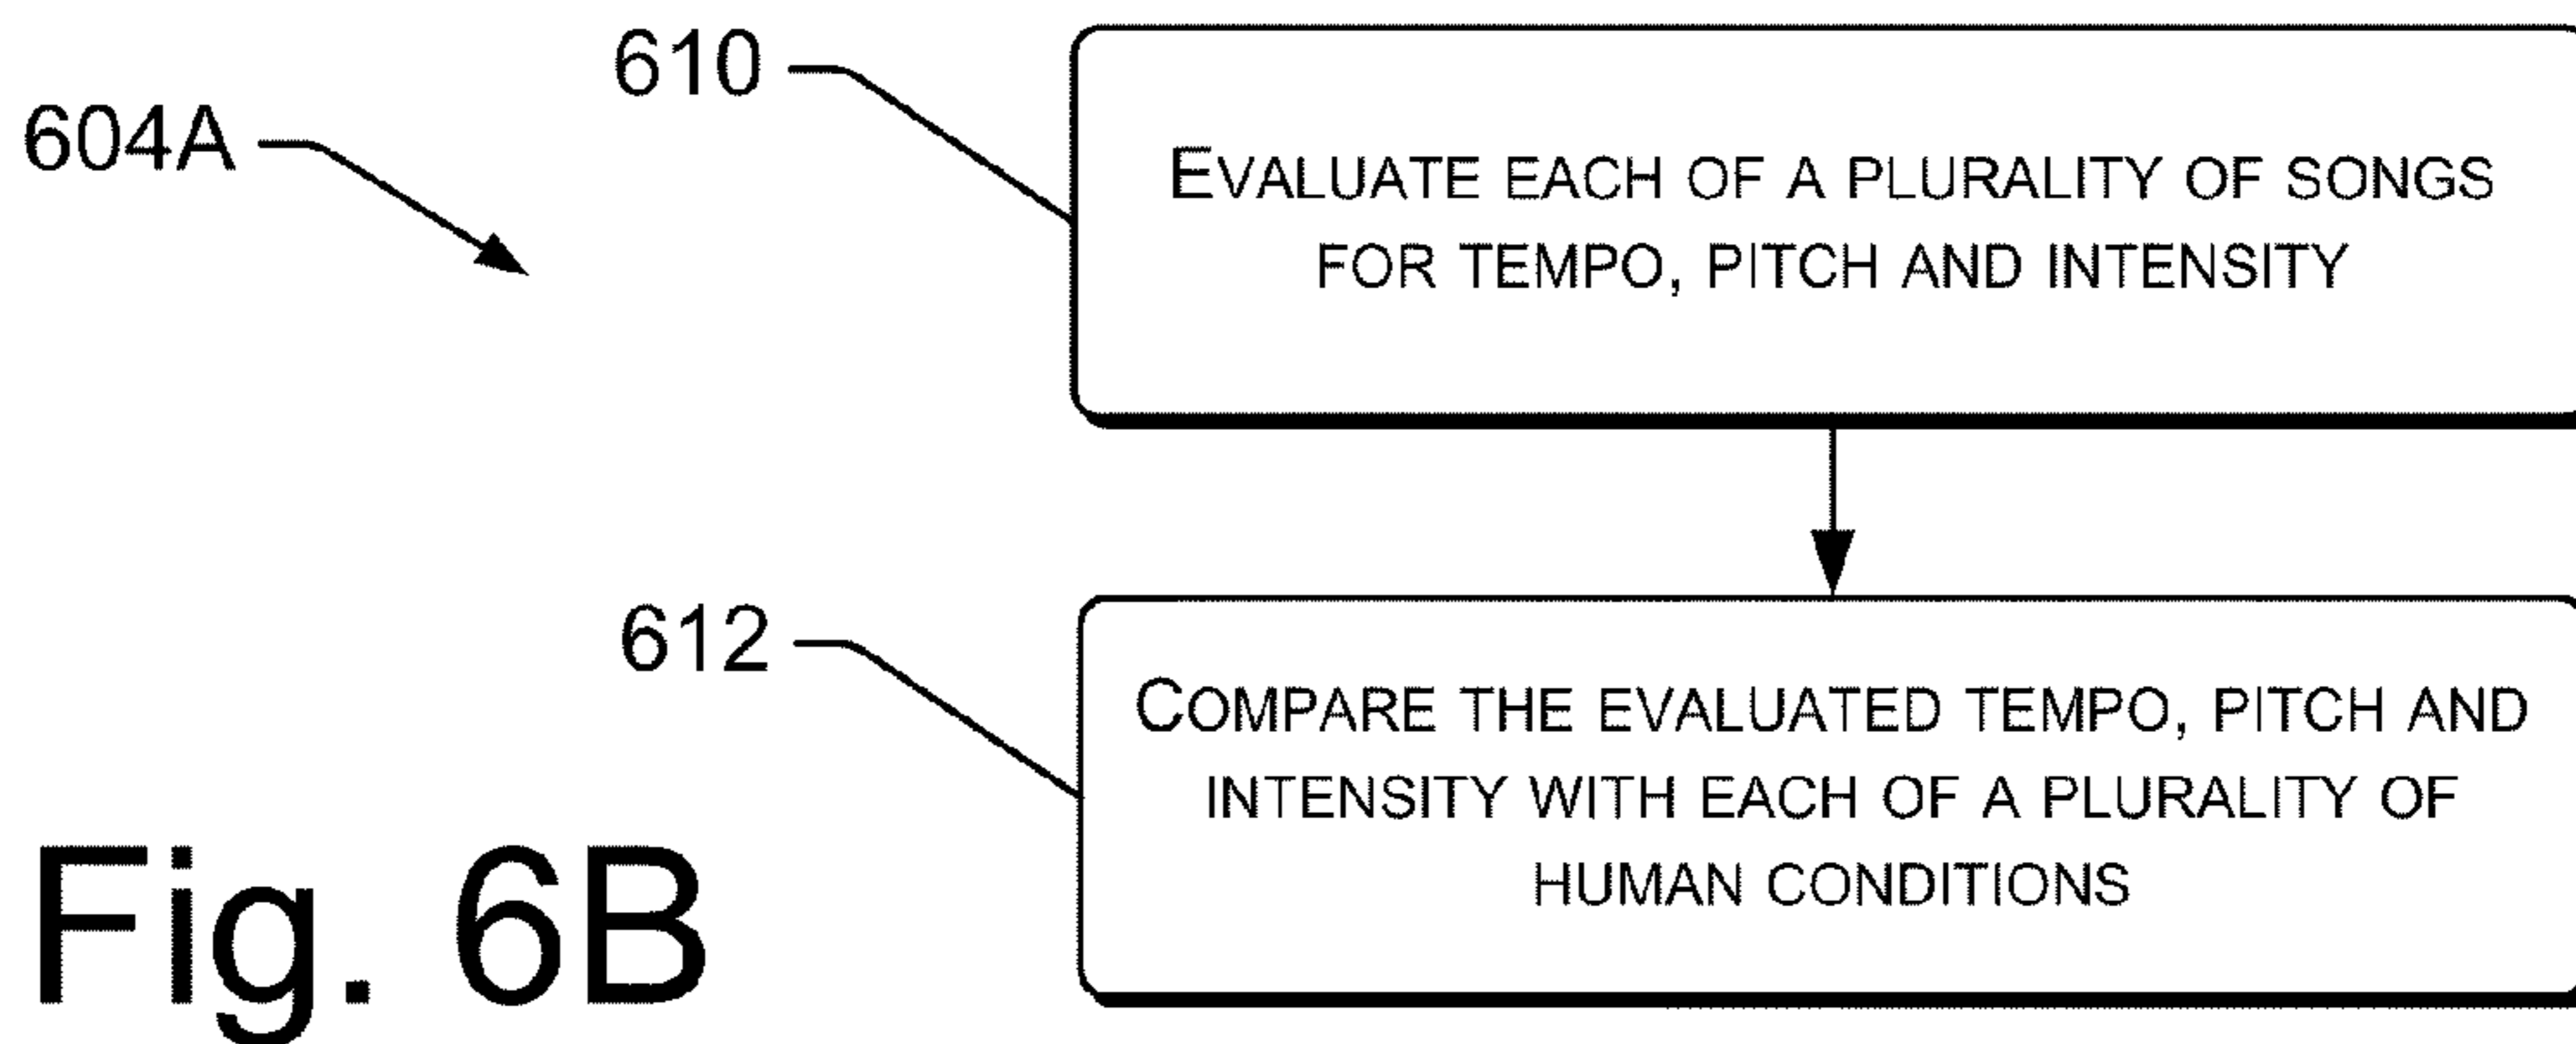 610
604A
EVALUATE EACH OF A PLURALITY OF SONGS
FOR TEMPO, PITCH AND INTENSITY
612
COMPARE THE EVALUATED TEMPO, PITCH AND
INTENSITY WITH EACH OF A PLURALITY OF
HUMAN CONDITIONS
Fig. 6B